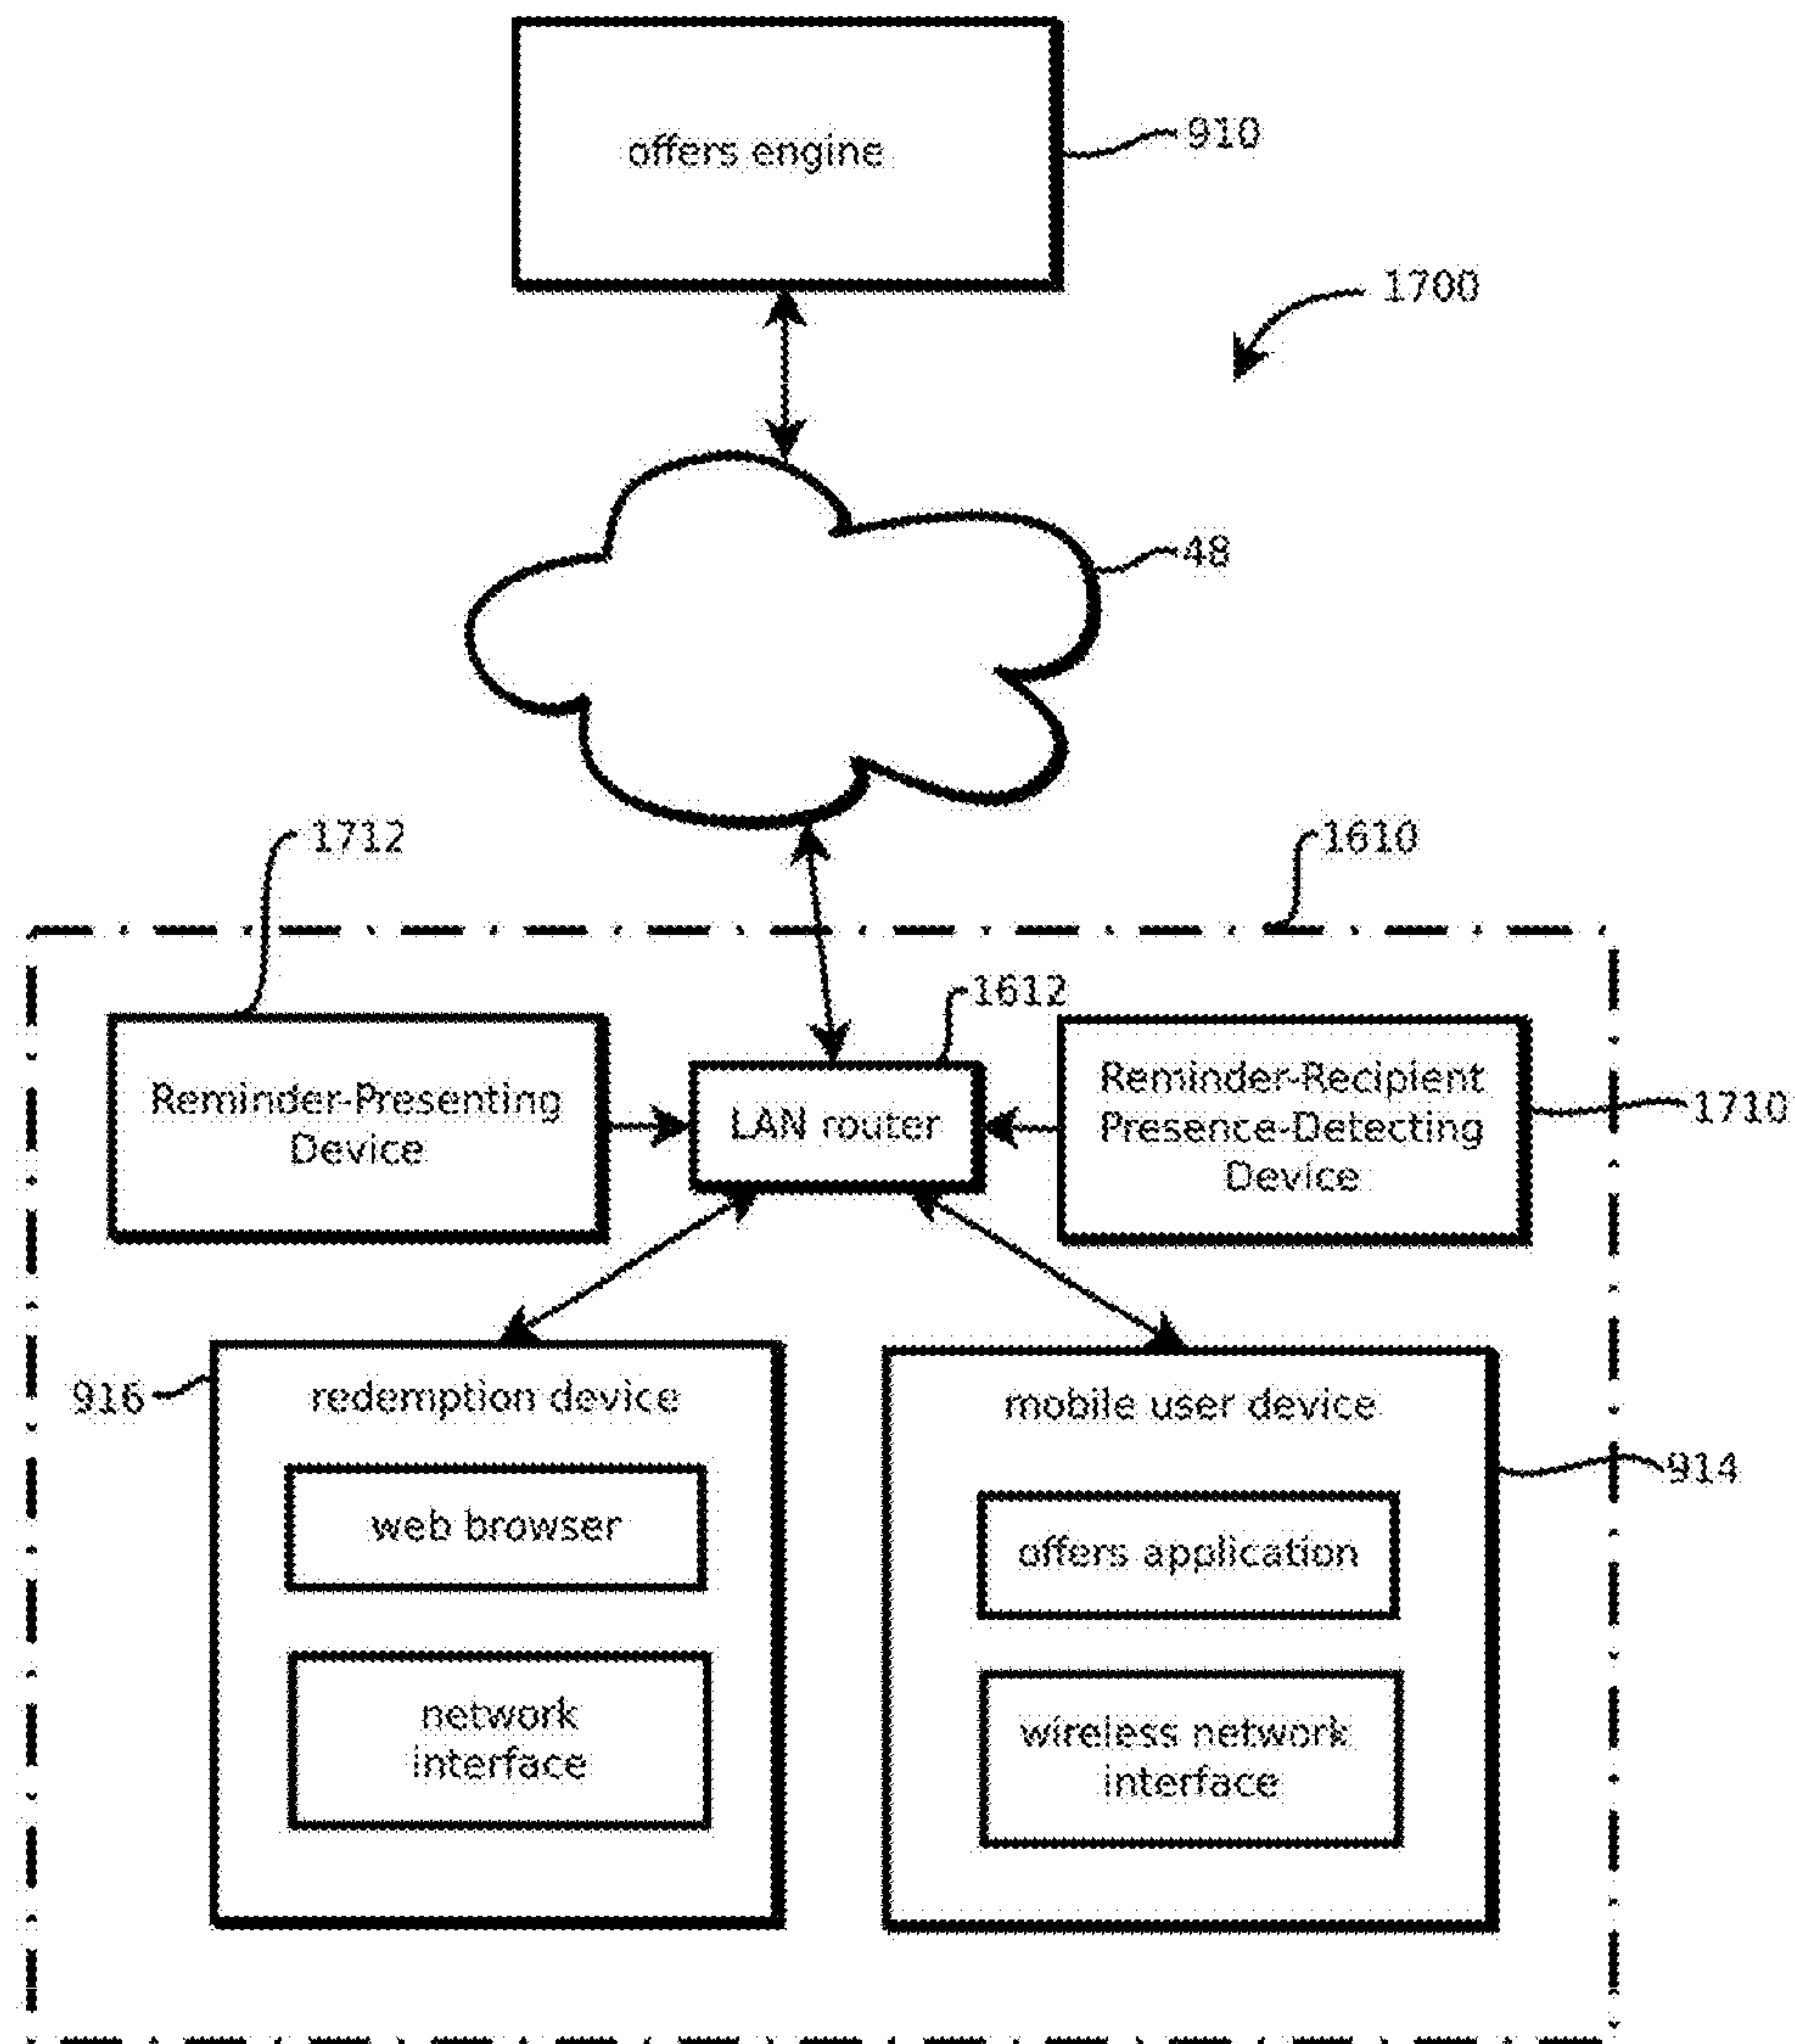 offers engine
910
1700
48
1712
1610
1612
Reminder-Presenting
Device
LAN router
Reminder-Recipient
Presence-Detecting
Device
1710
916
redemption device
mobile user device
914
web browser
offers application
network
interface
wireless network
interface